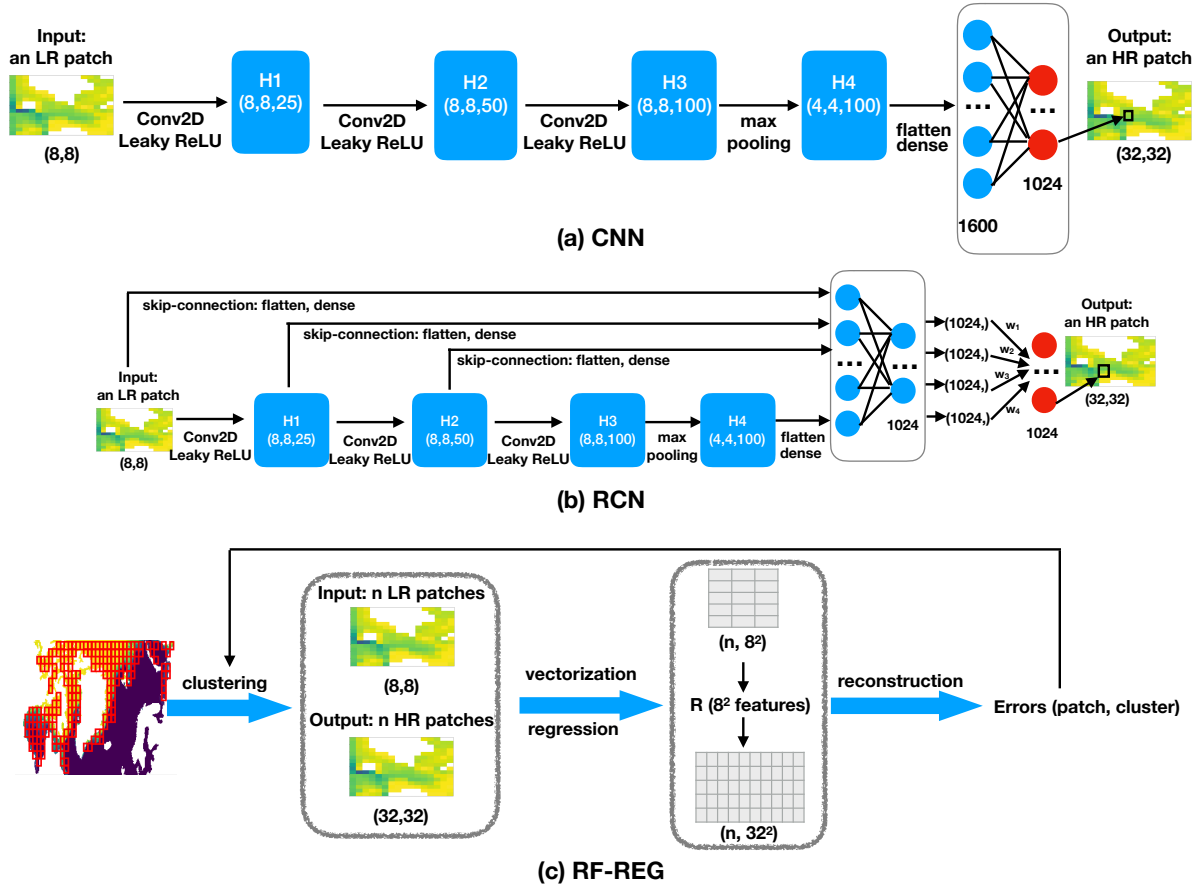 Input:
an LR patch
(8,8)
Conv2D
Leaky ReLU
H1
(8,8,25)
Conv2D
Leaky ReLU
H2
(8,8,50)
Conv2D
Leaky ReLU
H3
(8,8,100)
max
pooling
H4
(4,4,100)
flatten
dense
...
1600
...
1024
Output:
an HR patch
(32,32)
(a) CNN
skip-connection: flatten, dense
skip-connection: flatten, dense
skip-connection: flatten, dense
Input:
an LR patch
(8,8)
Conv2D
Leaky ReLU
H1
(8,8,25)
Conv2D
Leaky ReLU
H2
(8,8,50)
Conv2D
Leaky ReLU
H3
(8,8,100)
max
pooling
H4
(4,4,100)
flatten
dense
...
...
1024
(1024,)
(1024,)
(1024,)
(1024,)
w₁
w₂
w₃
w₄
...
1024
Output:
an HR patch
(32,32)
(b) RCN
clustering
Input: n LR patches
(8,8)
Output: n HR patches
(32,32)
vectorization
regression
(n, 8²)
R (8² features)
(n, 32²)
reconstruction
Errors (patch, cluster)
(c) RF-REG